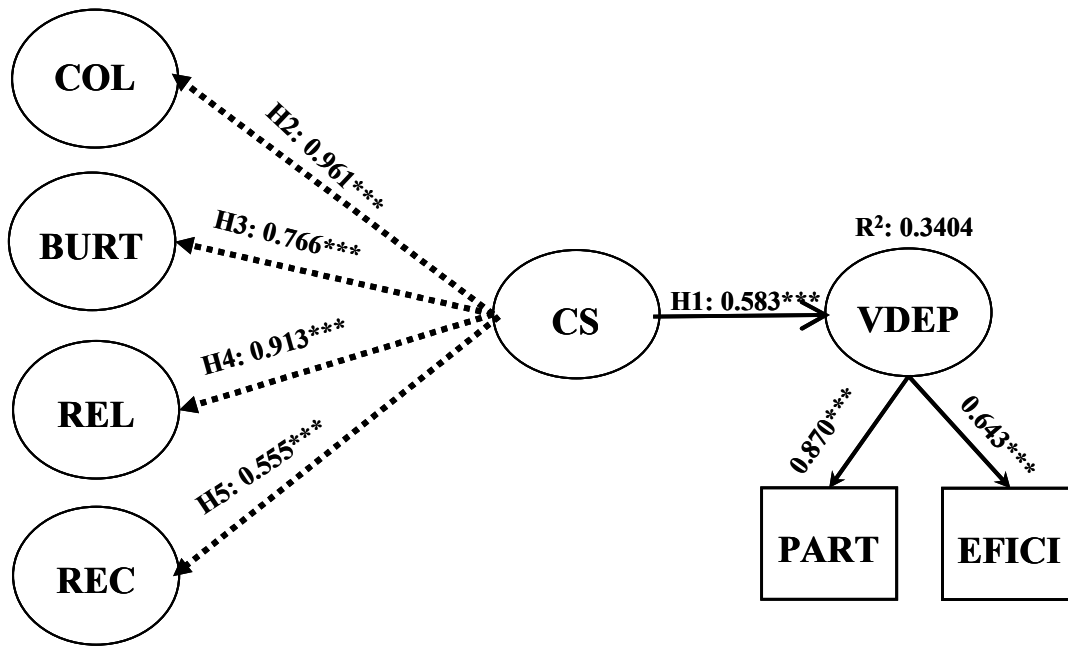 COL
H2: 0.961***
BURT
H3: 0.766***
R²: 0.3404
CS
H1: 0.583***
VDEP
H4: 0.913***
REL
0.870***
0.643***
H5: 0.555***
PART
EFICI
REC